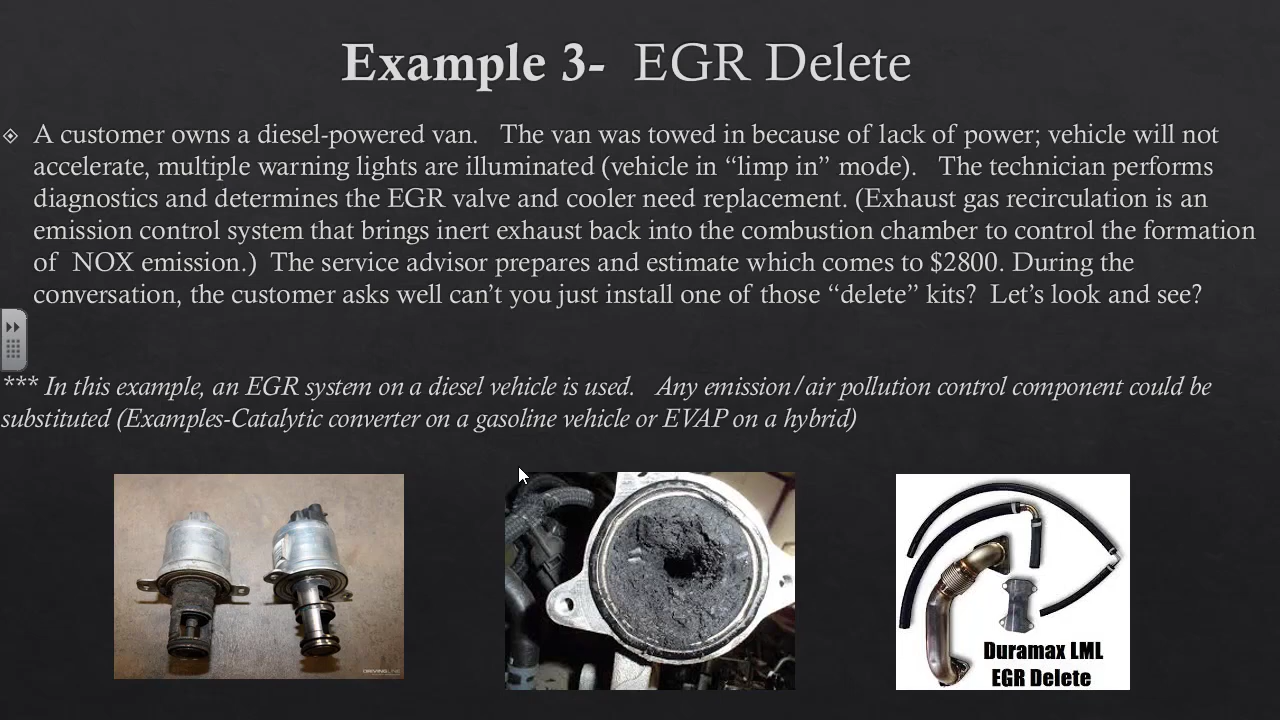 Example 3- EGR Delete
A customer owns a diesel-powered van. The van was towed in because of lack of power; vehicle will not
accelerate, multiple warning lights are illuminated (vehicle in “limp in” mode). The technician performs
diagnostics and determines the EGR valve and cooler need replacement. (Exhaust gas recirculation is an
emission control system that brings inert exhaust back into the combustion chamber to control the formation
of NOX emission.) The service advisor prepares and estimate which comes to $2800. During the
conversation, the customer asks well can’t you just install one of those “delete” kits? Let’s look and see?
*** In this example, an EGR system on a diesel vehicle is used. Any emission/air pollution control component could be
substituted (Examples-Catalytic converter on a gasoline vehicle or EVAP on a hybrid)
DRIVINGLINE
Duramax LML
EGR Delete